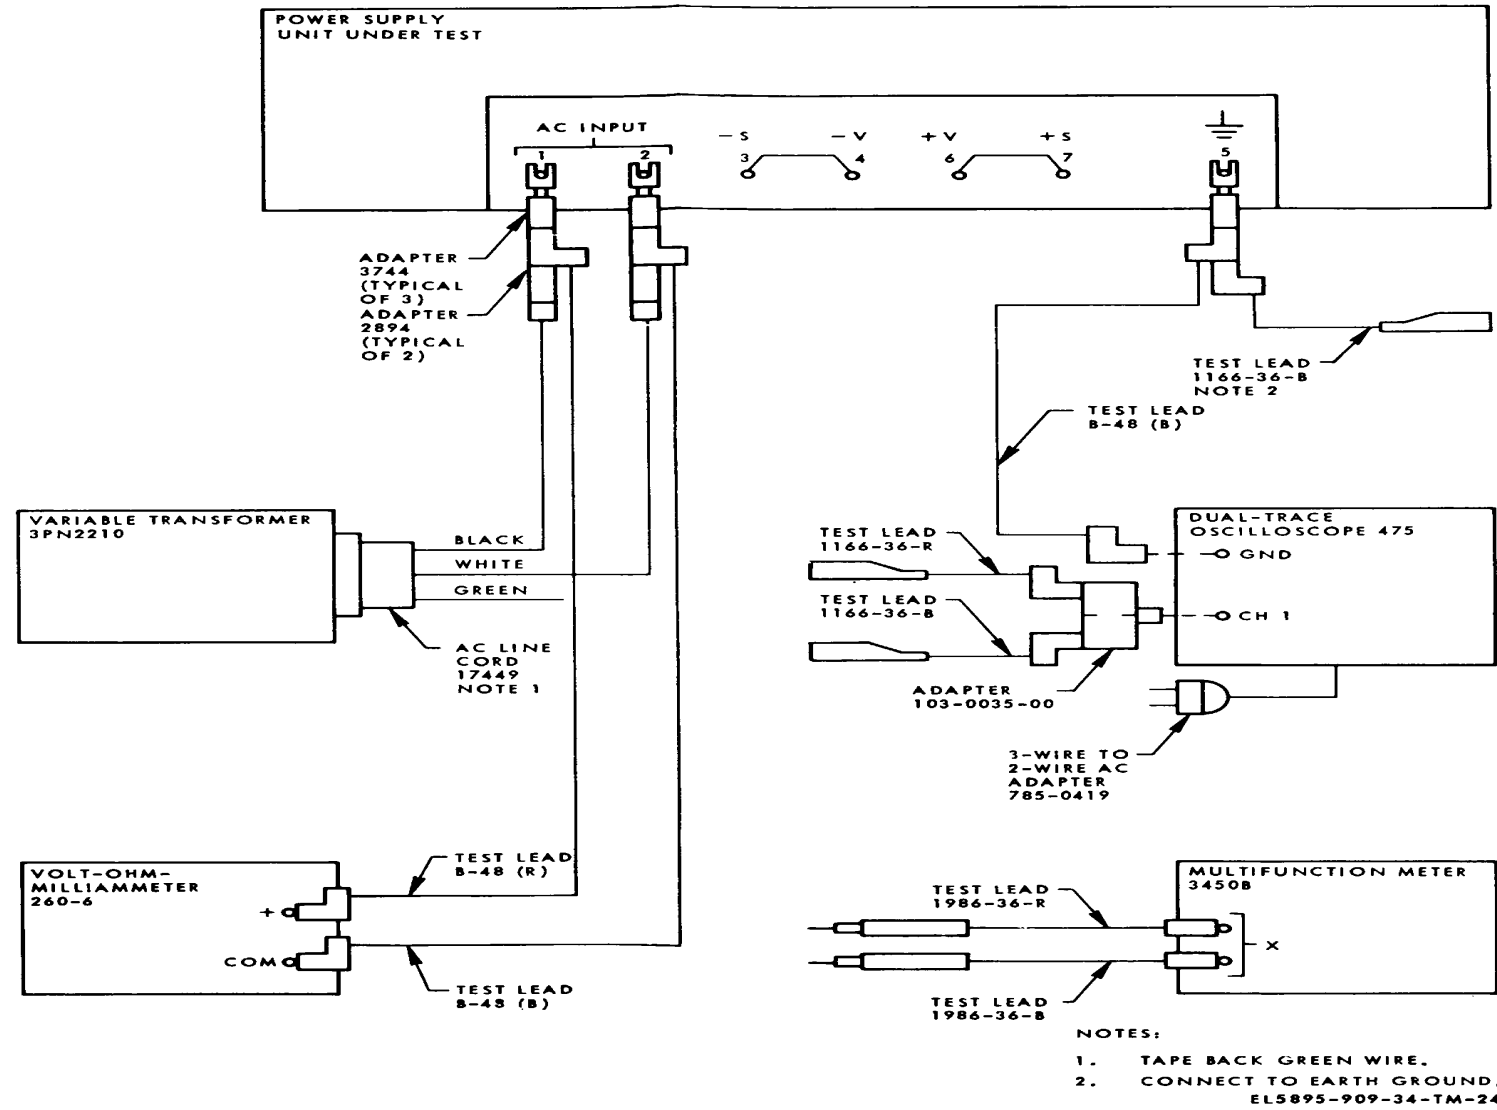 POWER SUPPLY
UNIT UNDER TEST
AC INPUT
1
2
- S
3
- V
4
+ V
6
+ S
7
5
ADAPTER
3744
(TYPICAL
OF 3)
ADAPTER
2894
(TYPICAL
OF 2)
TEST LEAD
1166-36-B
NOTE 2
TEST LEAD
B-48 (B)
VARIABLE TRANSFORMER
3PN2210
BLACK
WHITE
GREEN
AC LINE
CORD
17449
NOTE 1
DUAL-TRACE
OSCILLOSCOPE 475
GND
CH 1
TEST LEAD
1166-36-R
TEST LEAD
1166-36-B
ADAPTER
103-0035-00
3-WIRE TO
2-WIRE AC
ADAPTER
785-0419
VOLT-OHM-
MILLIAMMETER
260-6
+
COM
TEST LEAD
B-48 (R)
TEST LEAD
B-48 (B)
MULTIFUNCTION METER
3450B
X
TEST LEAD
1986-36-R
TEST LEAD
1986-36-B
NOTES:
1. TAPE BACK GREEN WIRE.
2. CONNECT TO EARTH GROUND.
EL5895-909-34-TM-24